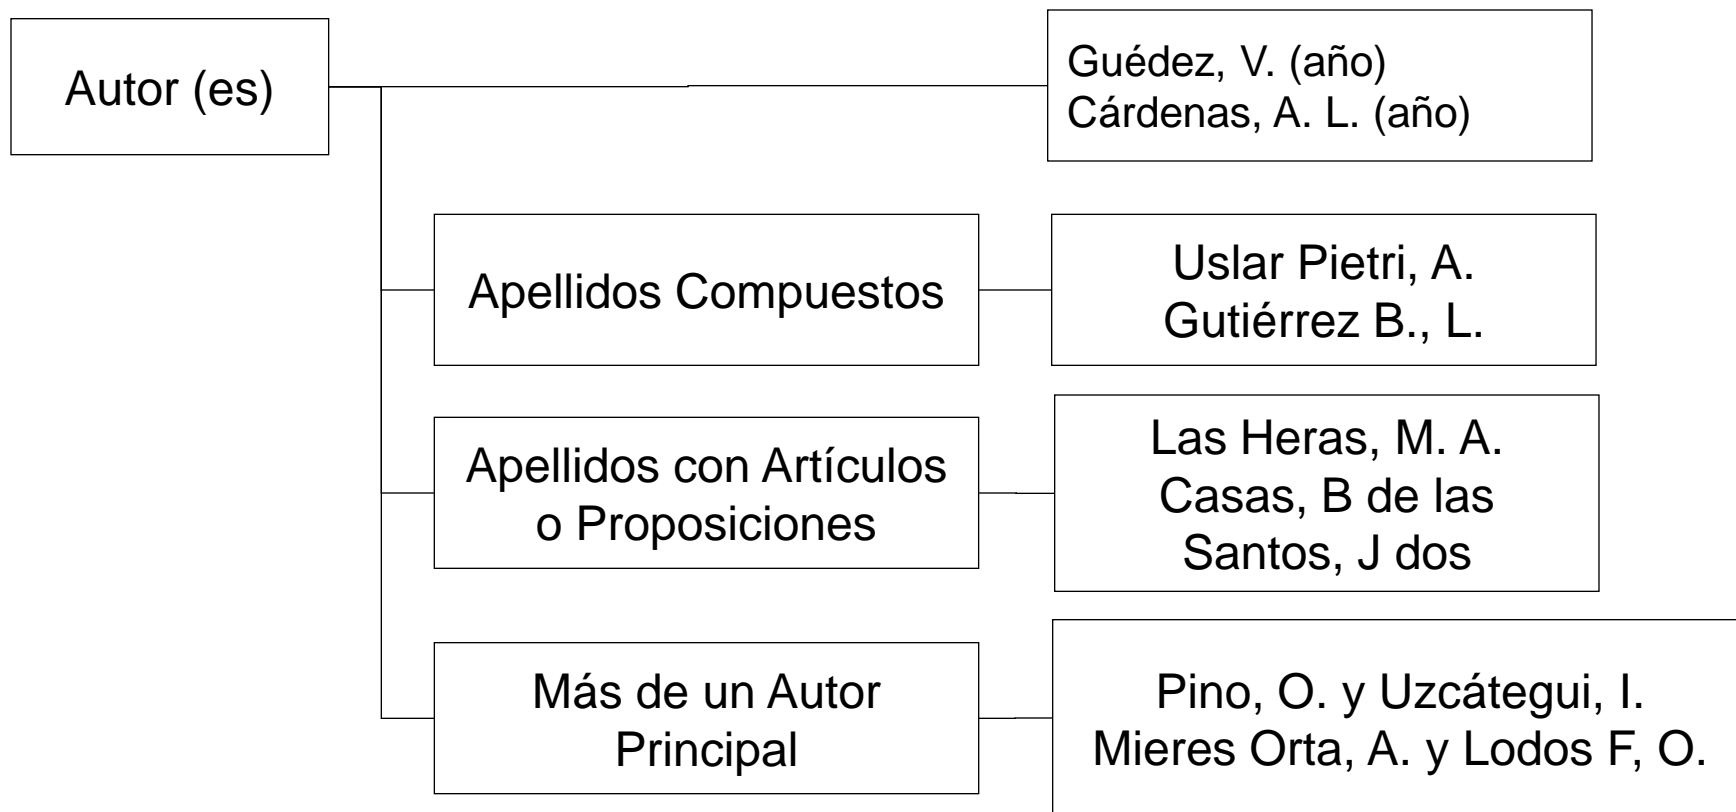 Autor (es)
Guédez, V. (año)
Cárdenas, A. L. (año)
Apellidos Compuestos
Uslar Pietri, A.
Gutiérrez B., L.
Apellidos con Artículos
o Proposiciones
Las Heras, M. A.
Casas, B de las
Santos, J dos
Más de un Autor
Principal
Pino, O. y Uzcátegui, I.
Mieres Orta, A. y Lodos F, O.